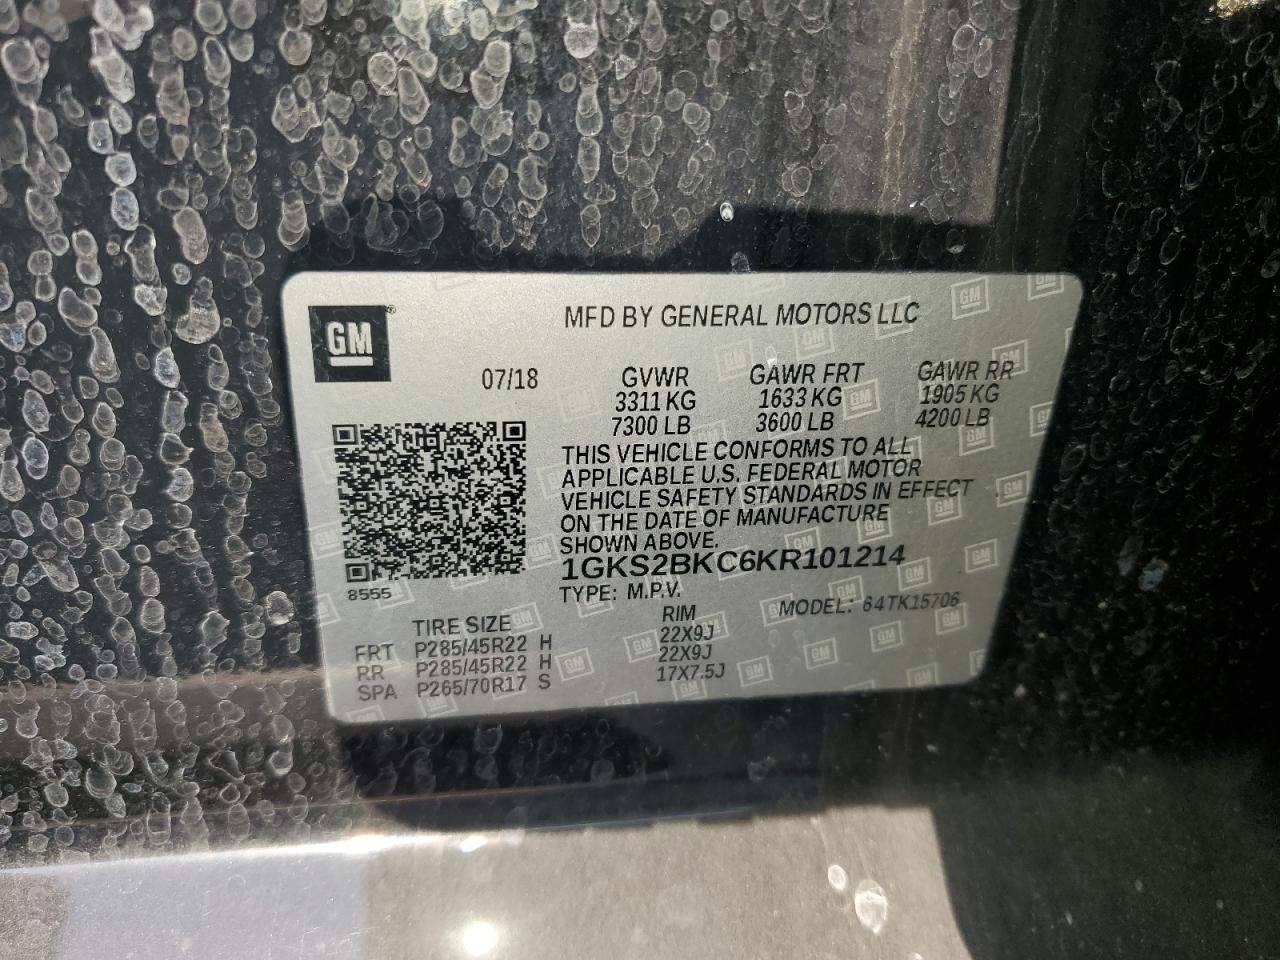 GM®
MFD BY GENERAL MOTORS LLC
07/18 GVWR GAWR FRT GAWR RR
3311 KG 1633 KG 1905 KG
7300 LB 3600 LB 4200 LB
THIS VEHICLE CONFORMS TO ALL
APPLICABLE U.S. FEDERAL MOTOR
VEHICLE SAFETY STANDARDS IN EFFECT
ON THE DATE OF MANUFACTURE
SHOWN ABOVE.
1GKS2BKC6KR101214
8555
TYPE: M.P.V. MODEL: 64TK15706
TIRE SIZE RIM
FRT P285/45R22 H 22X9J
RR P285/45R22 H 22X9J
SPA P265/70R17 S 17X7.5J